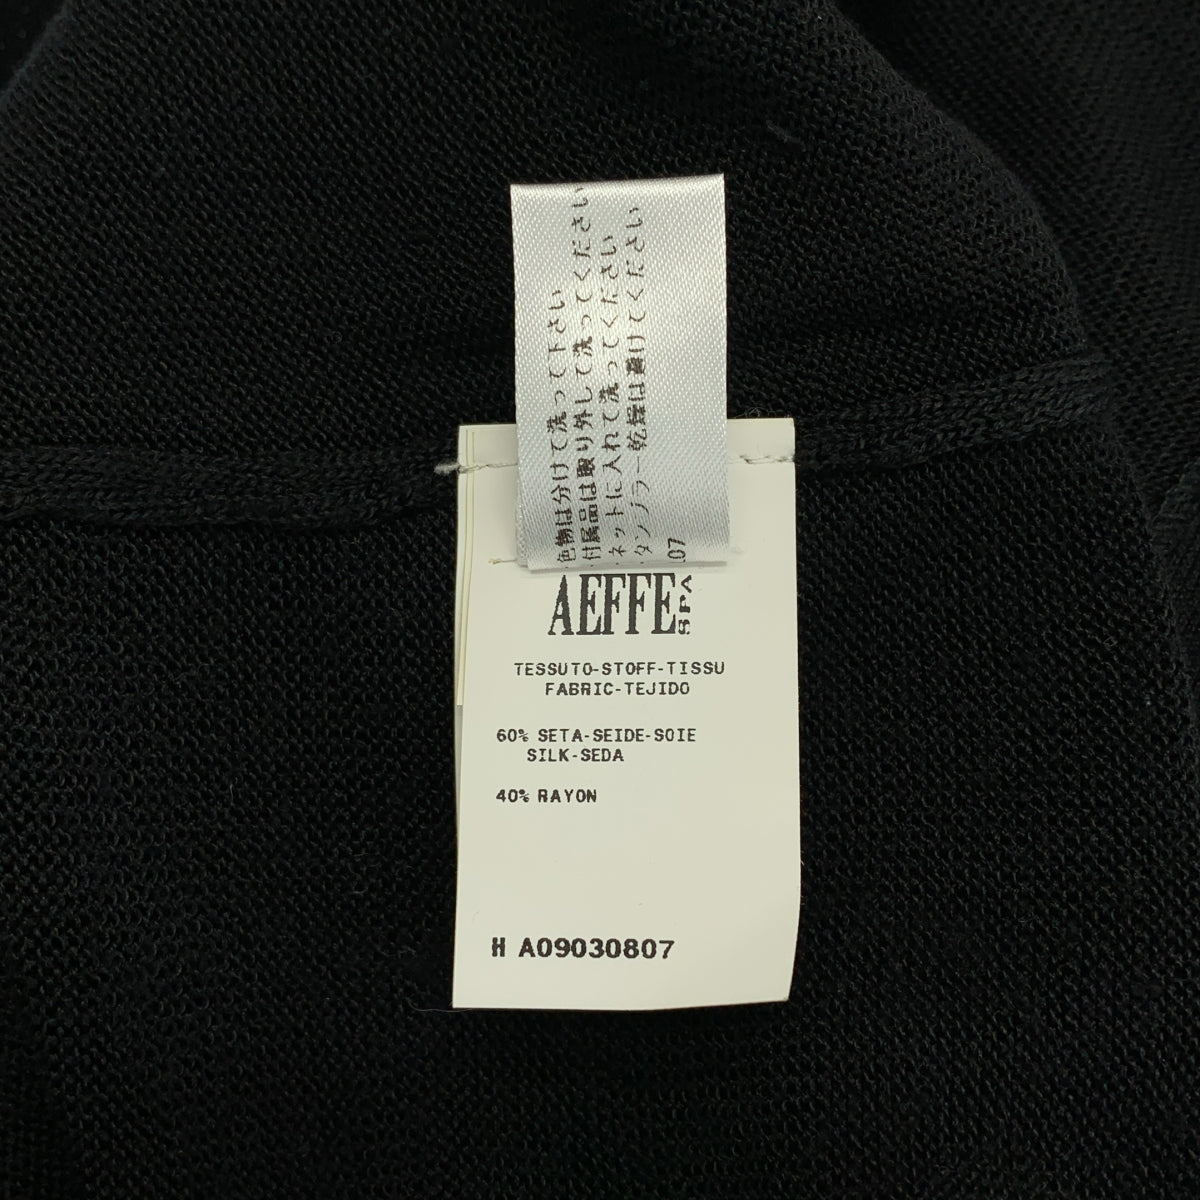 色物は分けて洗って下さい
付属品は取り外して洗ってください
ネットに入れて洗ってください
タンブラー乾燥は避けてください
.07
AEFFE SPA
TESSUTO-STOFF-TISSU
FABRIC-TEJIDO
60% SETA-SEIDE-SOIE
SILK-SEDA
40% RAYON
H A09030807